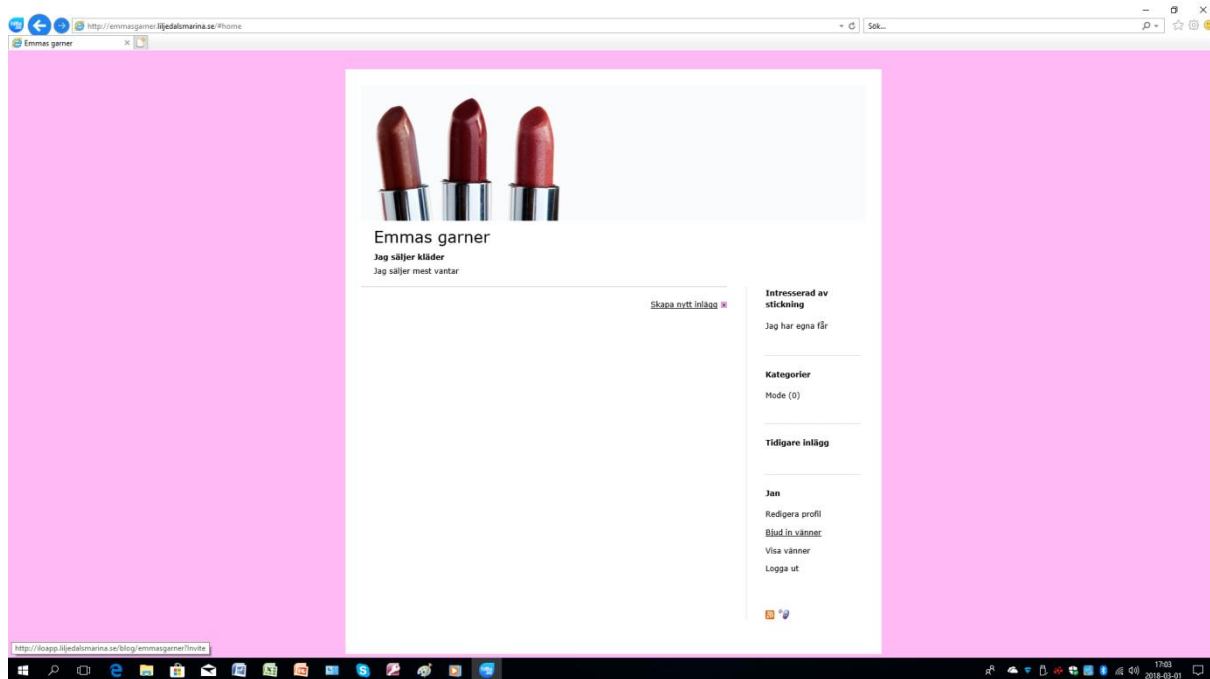 http://emmasgarner.liljedalsmarina.se/#home
Sök...
Emmas garner
Emmas garner
Jag säljer kläder
Jag säljer mest vantar
Skapa nytt inlägg
Intresserad av
stickning
Jag har egna får
Kategorier
Mode (0)
Tidigare inlägg
Jan
Redigera profil
Bjud in vänner
Visa vänner
Logga ut
http://iloapp.liljedalsmarina.se/blog/emmasgarner?Invite
17:03
2018-03-01